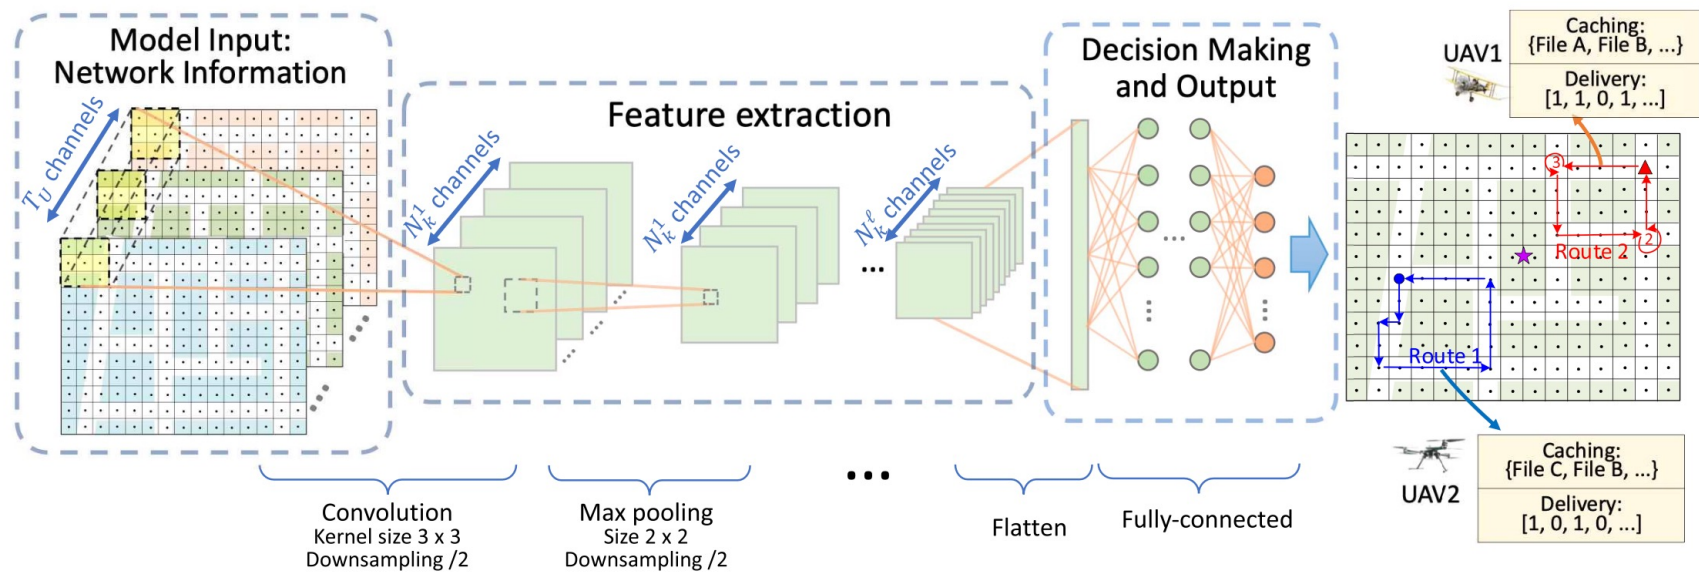 Model Input:
Network Information
T_U channels
Feature extraction
N_k^1 channels
N_k^1 channels
N_k^ℓ channels
...
Decision Making
and Output
UAV1
Caching:
{File A, File B, ...}
Delivery:
[1, 1, 0, 1, ...]
3
2
Route 2
Route 1
UAV2
Caching:
{File C, File B, ...}
Delivery:
[1, 0, 1, 0, ...]
Convolution
Kernel size 3 x 3
Downsampling /2
Max pooling
Size 2 x 2
Downsampling /2
...
Flatten
Fully-connected